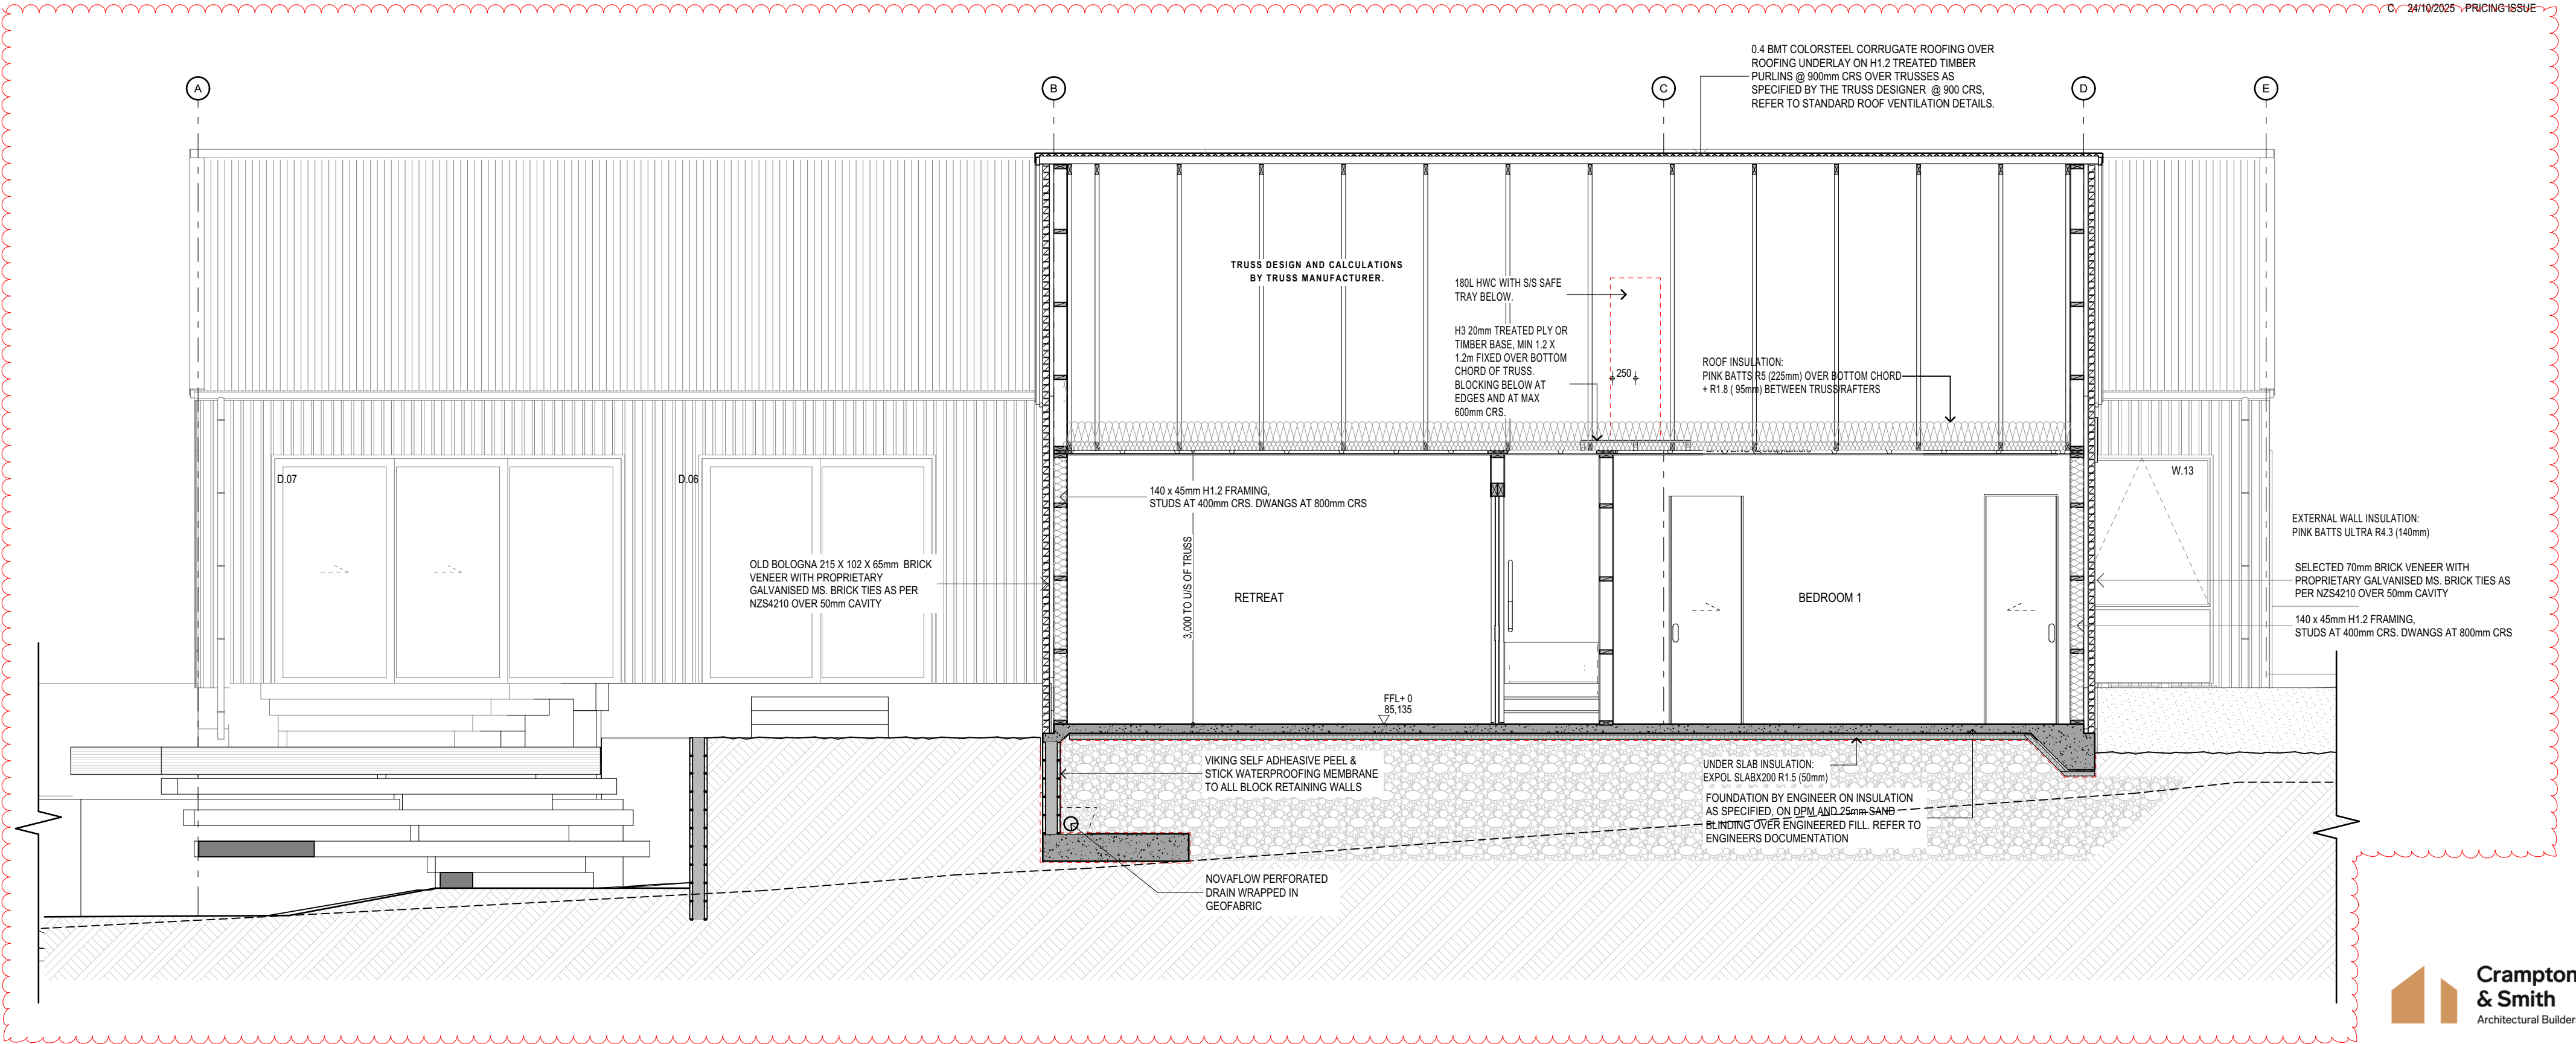 C 24/10/2025 PRICING ISSUE
0.4 BMT COLORSTEEL CORRUGATE ROOFING OVER
ROOFING UNDERLAY ON H1.2 TREATED TIMBER
PURLINS @ 900mm CRS OVER TRUSSES AS
SPECIFIED BY THE TRUSS DESIGNER @ 900 CRS,
REFER TO STANDARD ROOF VENTILATION DETAILS.
A
B
C
D
E
TRUSS DESIGN AND CALCULATIONS
BY TRUSS MANUFACTURER.
180L HWC WITH S/S SAFE
TRAY BELOW.
H3 20mm TREATED PLY OR
TIMBER BASE, MIN 1.2 X
1.2m FIXED OVER BOTTOM
CHORD OF TRUSS.
BLOCKING BELOW AT
EDGES AND AT MAX
600mm CRS.
250
ROOF INSULATION:
PINK BATTS R5 (225mm) OVER BOTTOM CHORD
+ R1.8 ( 95mm) BETWEEN TRUSS/RAFTERS
D.07
D.06
W.13
140 x 45mm H1.2 FRAMING,
STUDS AT 400mm CRS. DWANGS AT 800mm CRS
EXTERNAL WALL INSULATION:
PINK BATTS ULTRA R4.3 (140mm)
OLD BOLOGNA 215 X 102 X 65mm BRICK
VENEER WITH PROPRIETARY
GALVANISED MS. BRICK TIES AS PER
NZS4210 OVER 50mm CAVITY
3,000 TO U/S OF TRUSS
RETREAT
BEDROOM 1
SELECTED 70mm BRICK VENEER WITH
PROPRIETARY GALVANISED MS. BRICK TIES AS
PER NZS4210 OVER 50mm CAVITY
140 x 45mm H1.2 FRAMING,
STUDS AT 400mm CRS. DWANGS AT 800mm CRS
FFL+ 0
85,135
VIKING SELF ADHEASIVE PEEL &
STICK WATERPROOFING MEMBRANE
TO ALL BLOCK RETAINING WALLS
UNDER SLAB INSULATION:
EXPOL SLABX200 R1.5 (50mm)
FOUNDATION BY ENGINEER ON INSULATION
AS SPECIFIED, ON DPM AND 25mm SAND
BLINDING OVER ENGINEERED FILL. REFER TO
ENGINEERS DOCUMENTATION
NOVAFLOW PERFORATED
DRAIN WRAPPED IN
GEOFABRIC
Crampton
& Smith
Architectural Builder